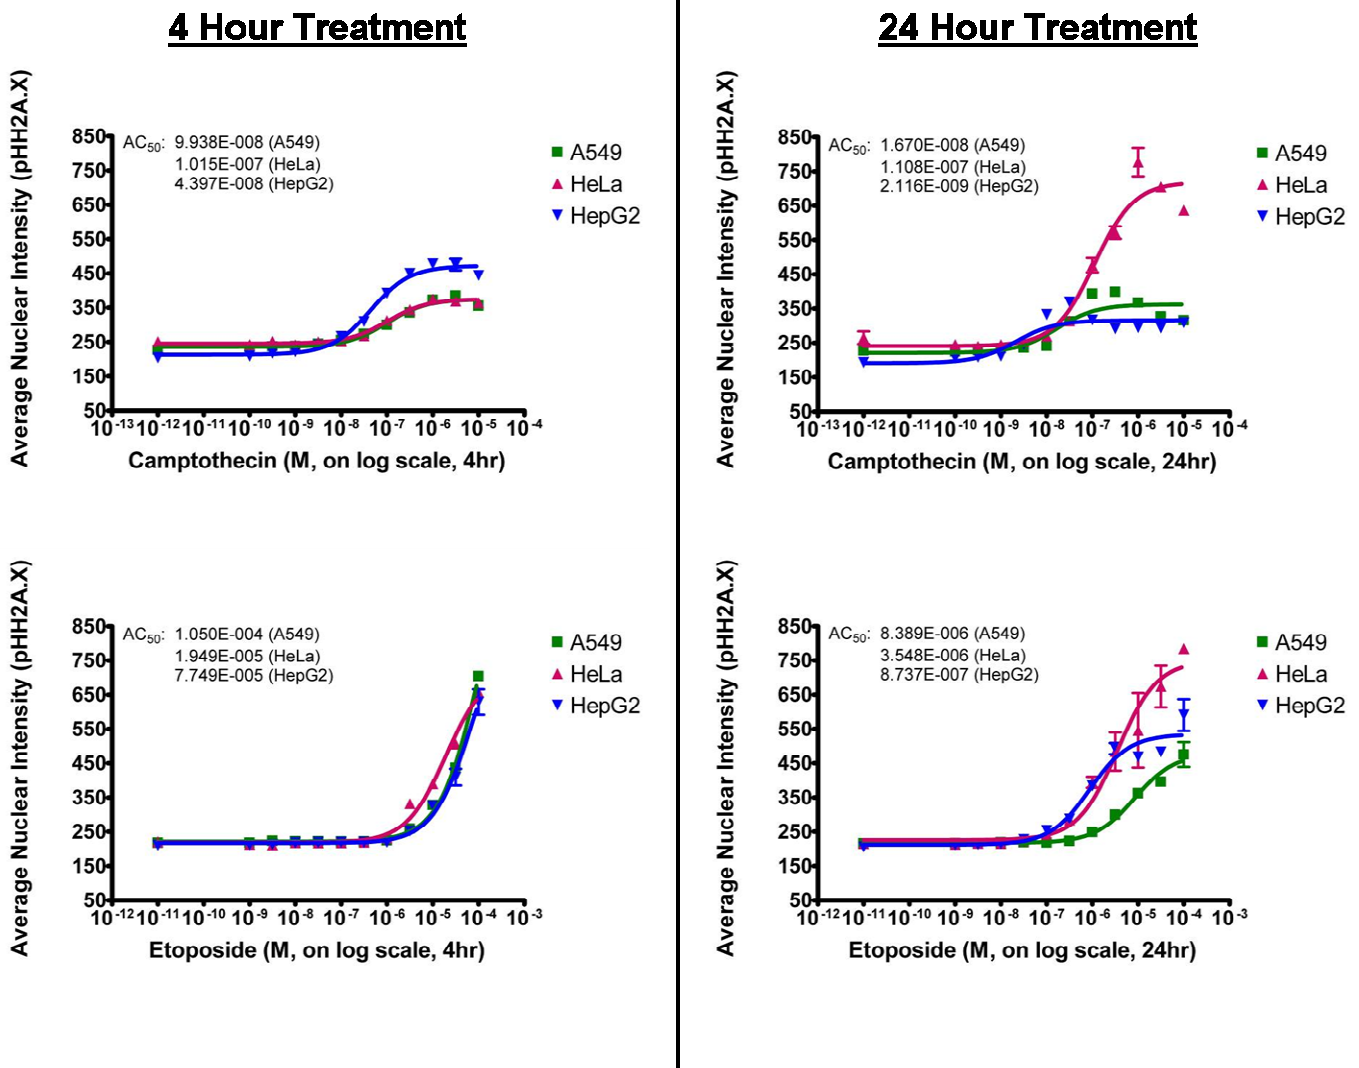 4 Hour Treatment
24 Hour Treatment
Average Nuclear Intensity (pHH2A.X)
850
750
650
550
450
350
250
150
50
AC50: 9.938E-008 (A549)
1.015E-007 (HeLa)
4.397E-008 (HepG2)
A549
HeLa
HepG2
10-13 10-12 10-11 10-10 10-9 10-8 10-7 10-6 10-5 10-4
Camptothecin (M, on log scale, 4hr)
Average Nuclear Intensity (pHH2A.X)
850
750
650
550
450
350
250
150
50
AC50: 1.670E-008 (A549)
1.108E-007 (HeLa)
2.116E-009 (HepG2)
A549
HeLa
HepG2
10-13 10-12 10-11 10-10 10-9 10-8 10-7 10-6 10-5 10-4
Camptothecin (M, on log scale, 24hr)
Average Nuclear Intensity (pHH2A.X)
850
750
650
550
450
350
250
150
50
AC50: 1.050E-004 (A549)
1.949E-005 (HeLa)
7.749E-005 (HepG2)
A549
HeLa
HepG2
10-12 10-11 10-10 10-9 10-8 10-7 10-6 10-5 10-4 10-3
Etoposide (M, on log scale, 4hr)
Average Nuclear Intensity (pHH2A.X)
850
750
650
550
450
350
250
150
50
AC50: 8.389E-006 (A549)
3.548E-006 (HeLa)
8.737E-007 (HepG2)
A549
HeLa
HepG2
10-12 10-11 10-10 10-9 10-8 10-7 10-6 10-5 10-4 10-3
Etoposide (M, on log scale, 24hr)